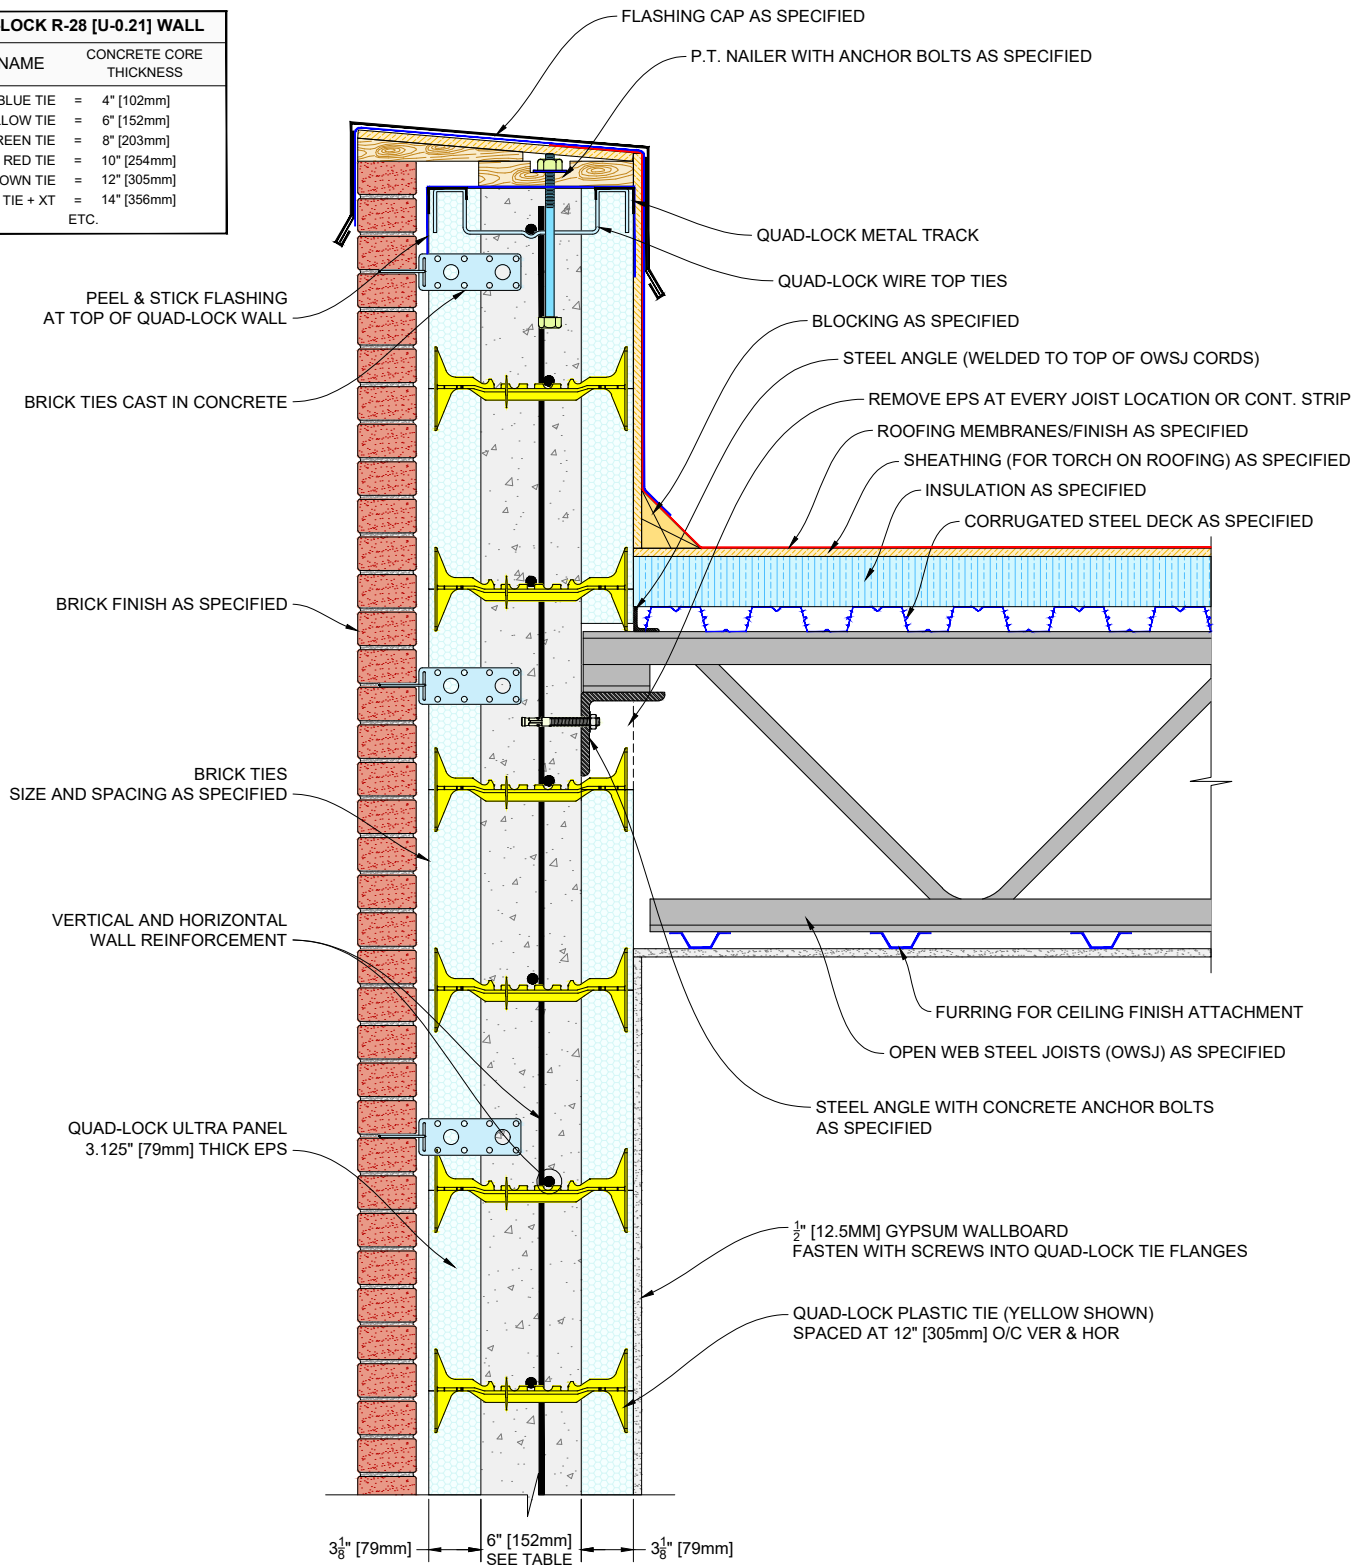 LOCK R-28 [U-0.21] WALL
NAME
CONCRETE CORE
THICKNESS
BLUE TIE = 4" [102mm]
LOW TIE = 6" [152mm]
REEN TIE = 8" [203mm]
RED TIE = 10" [254mm]
OWN TIE = 12" [305mm]
TIE + XT = 14" [356mm]
ETC.
FLASHING CAP AS SPECIFIED
P.T. NAILER WITH ANCHOR BOLTS AS SPECIFIED
QUAD-LOCK METAL TRACK
QUAD-LOCK WIRE TOP TIES
PEEL & STICK FLASHING
AT TOP OF QUAD-LOCK WALL
BLOCKING AS SPECIFIED
STEEL ANGLE (WELDED TO TOP OF OWSJ CORDS)
BRICK TIES CAST IN CONCRETE
REMOVE EPS AT EVERY JOIST LOCATION OR CONT. STRIP
ROOFING MEMBRANES/FINISH AS SPECIFIED
SHEATHING (FOR TORCH ON ROOFING) AS SPECIFIED
INSULATION AS SPECIFIED
CORRUGATED STEEL DECK AS SPECIFIED
BRICK FINISH AS SPECIFIED
BRICK TIES
SIZE AND SPACING AS SPECIFIED
VERTICAL AND HORIZONTAL
WALL REINFORCEMENT
FURRING FOR CEILING FINISH ATTACHMENT
OPEN WEB STEEL JOISTS (OWSJ) AS SPECIFIED
STEEL ANGLE WITH CONCRETE ANCHOR BOLTS
AS SPECIFIED
QUAD-LOCK ULTRA PANEL
3.125" [79mm] THICK EPS
1/2" [12.5MM] GYPSUM WALLBOARD
FASTEN WITH SCREWS INTO QUAD-LOCK TIE FLANGES
QUAD-LOCK PLASTIC TIE (YELLOW SHOWN)
SPACED AT 12" [305mm] O/C VER & HOR
3 1/8" [79mm]
6" [152mm]
SEE TABLE
3 1/8" [79mm]